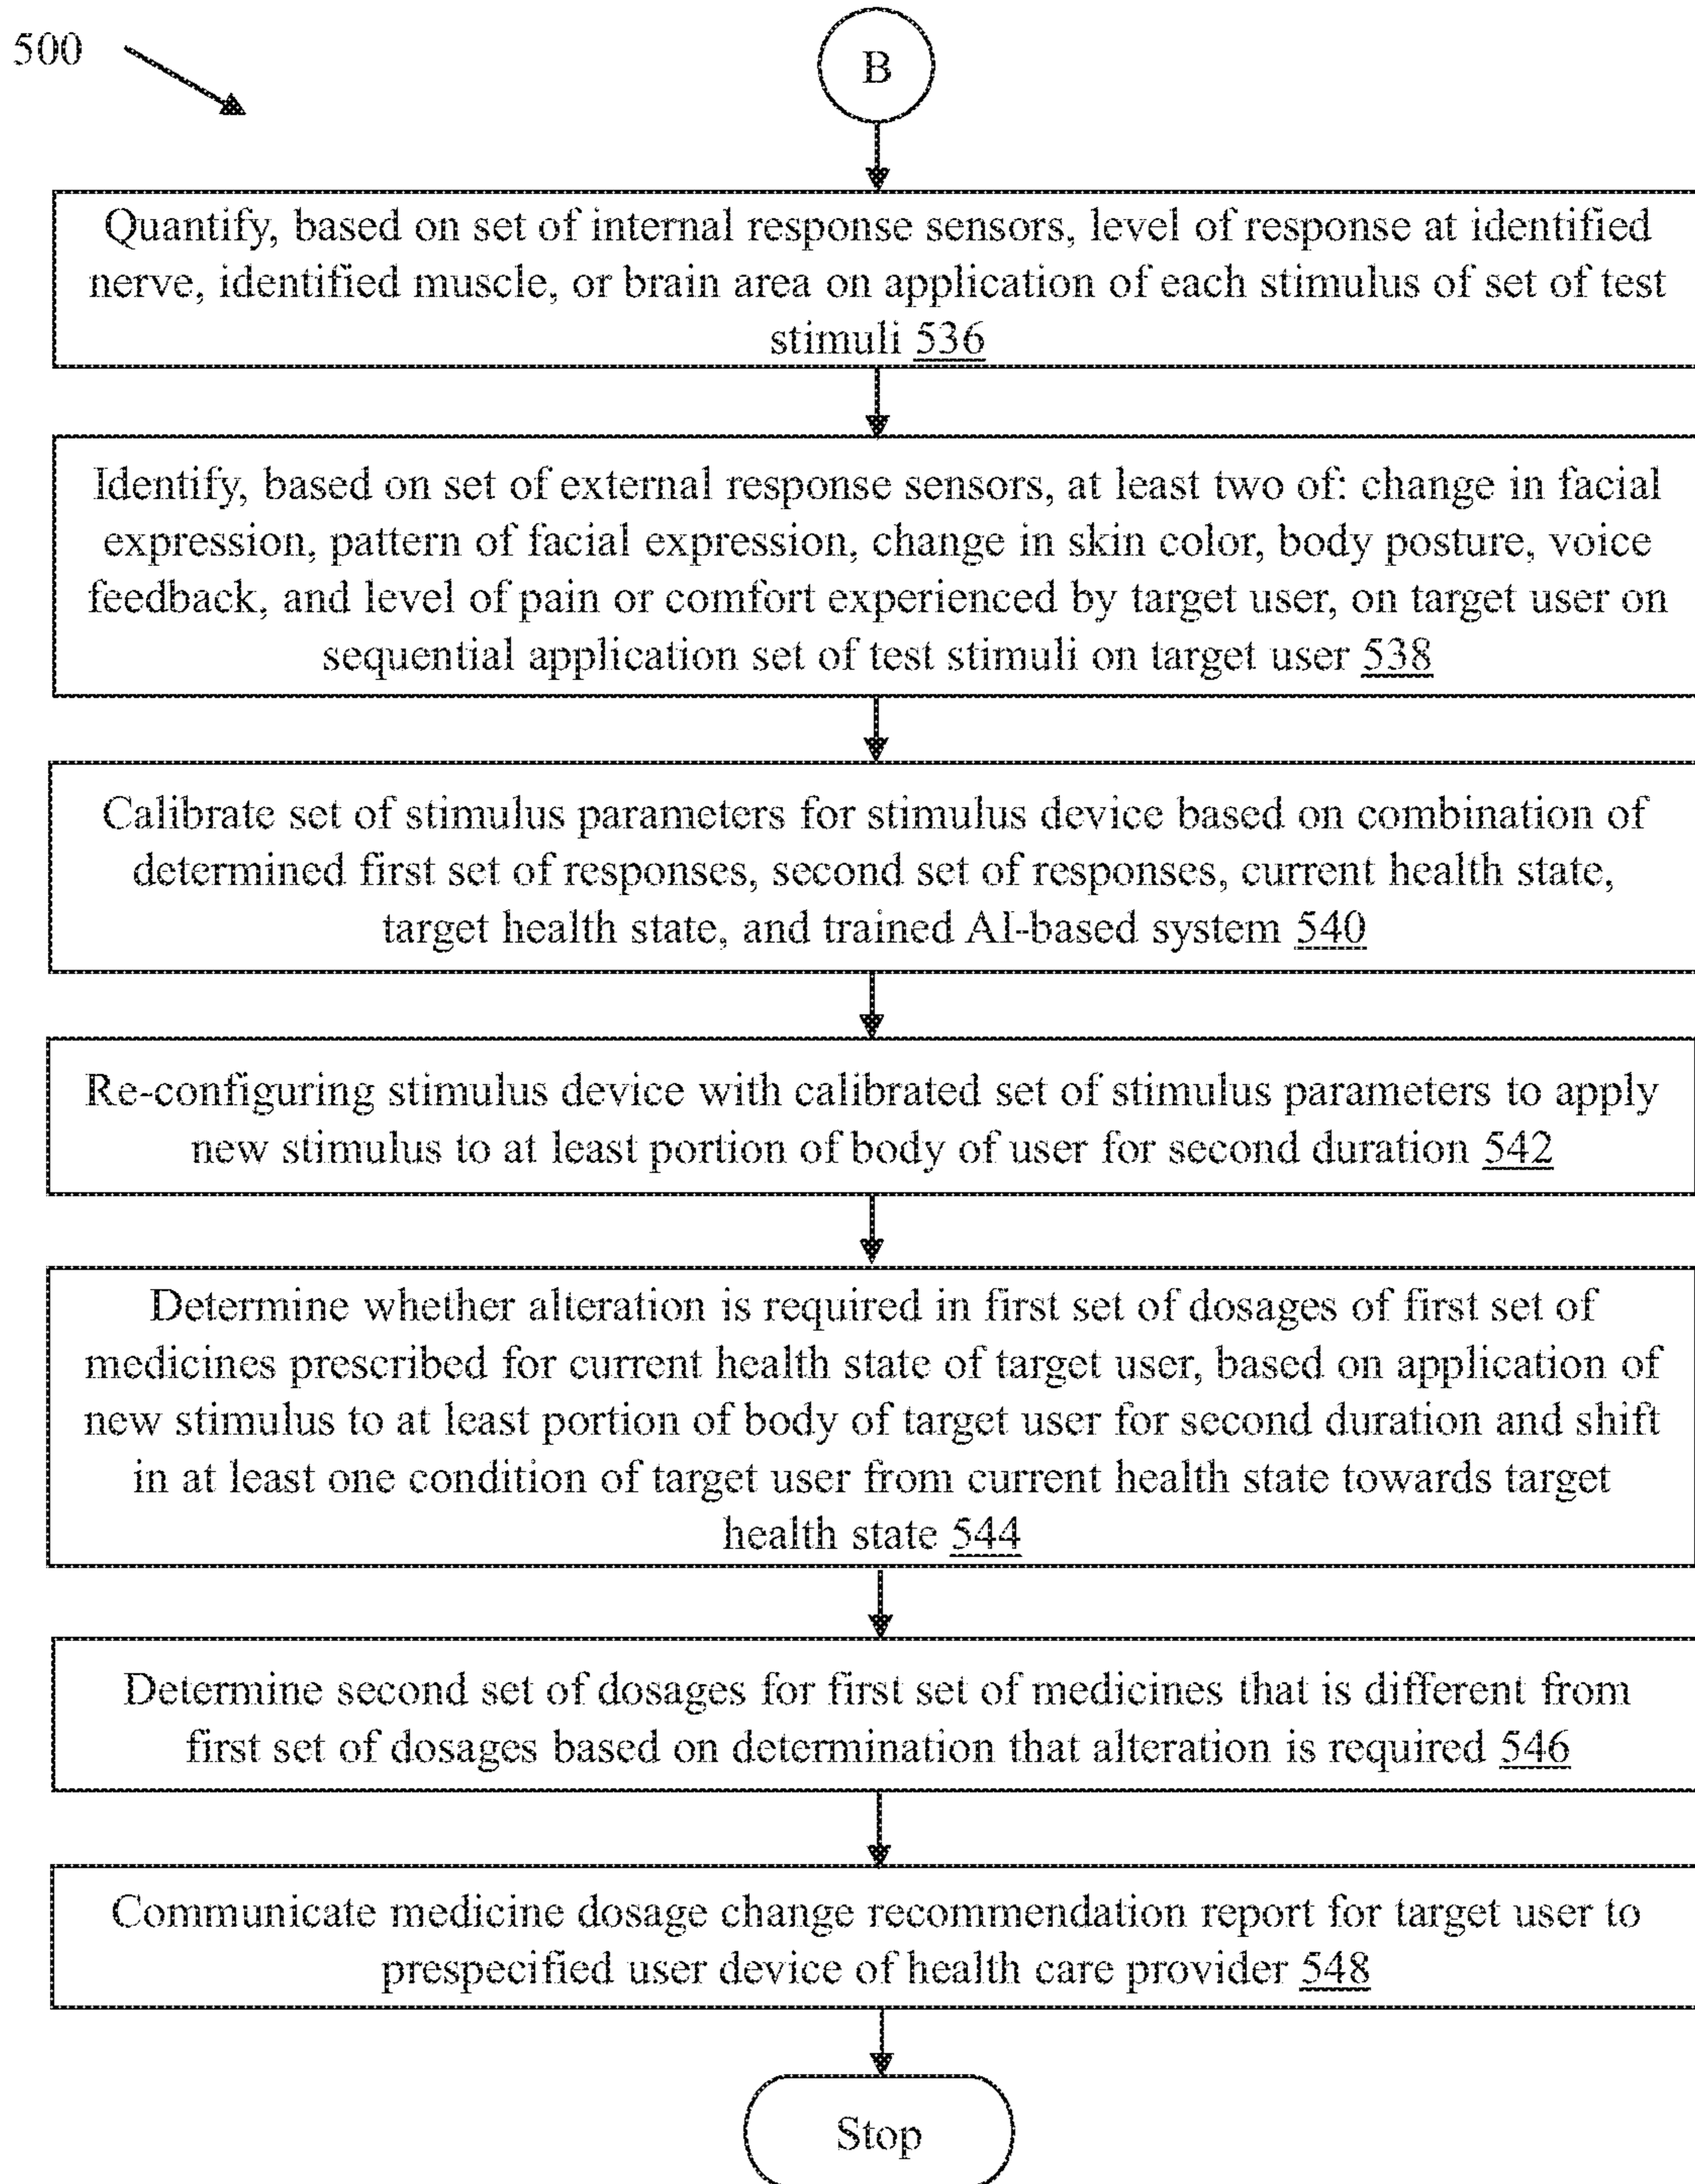 500
B
Quantify, based on set of internal response sensors, level of response at identified
nerve, identified muscle, or brain area on application of each stimulus of set of test
stimuli 536
Identify, based on set of external response sensors, at least two of: change in facial
expression, pattern of facial expression, change in skin color, body posture, voice
feedback, and level of pain or comfort experienced by target user, on target user on
sequential application set of test stimuli on target user 538
Calibrate set of stimulus parameters for stimulus device based on combination of
determined first set of responses, second set of responses, current health state,
target health state, and trained AI-based system 540
Re-configuring stimulus device with calibrated set of stimulus parameters to apply
new stimulus to at least portion of body of user for second duration 542
Determine whether alteration is required in first set of dosages of first set of
medicines prescribed for current health state of target user, based on application of
new stimulus to at least portion of body of target user for second duration and shift
in at least one condition of target user from current health state towards target
health state 544
Determine second set of dosages for first set of medicines that is different from
first set of dosages based on determination that alteration is required 546
Communicate medicine dosage change recommendation report for target user to
prespecified user device of health care provider 548
Stop